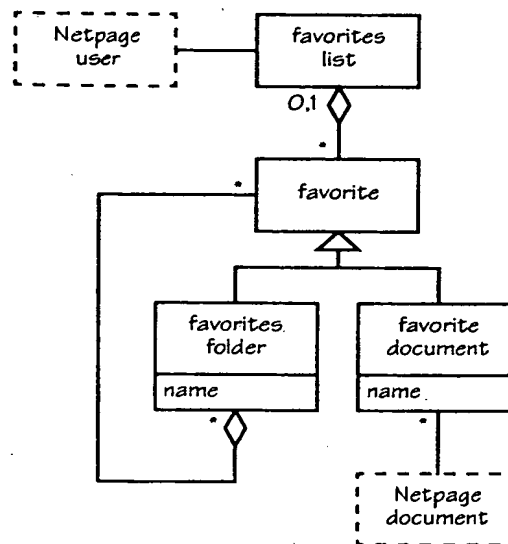 Netpage
user
favorites
list
0,1
*
*
favorite
favorites
folder
name
favorite
document
name
*
*
Netpage
document